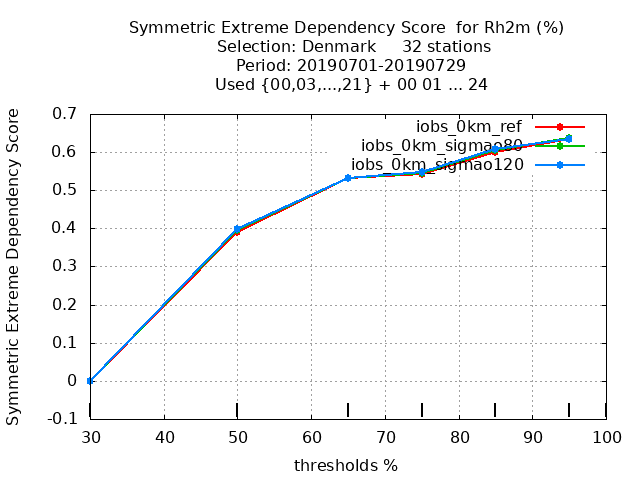 Symmetric Extreme Dependency Score  for Rh2m (%)
Selection: Denmark     32 stations
Period: 20190701-20190729
Used {00,03,...,21} + 00 01 ... 24
Symmetric Extreme Dependency Score
0.7
0.6
0.5
0.4
0.3
0.2
0.1
0
-0.1
iobs_0km_ref
iobs_0km_sigmao80
iobs_0km_sigmao120
30 40 50 60 70 80 90 100
thresholds %